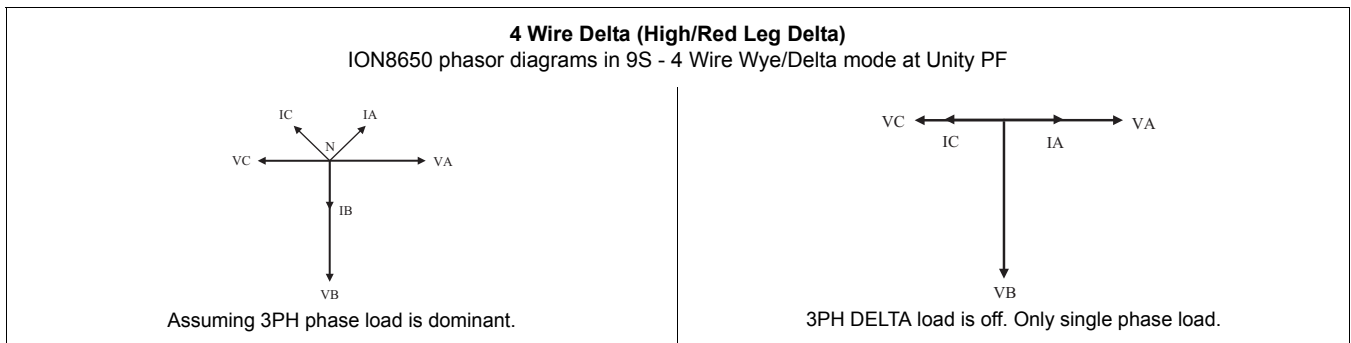 4 Wire Delta (High/Red Leg Delta)
ION8650 phasor diagrams in 9S - 4 Wire Wye/Delta mode at Unity PF
IC
IA
N
VC
VA
IB
VB
Assuming 3PH phase load is dominant.
VC
VA
IC
IA
VB
3PH DELTA load is off. Only single phase load.